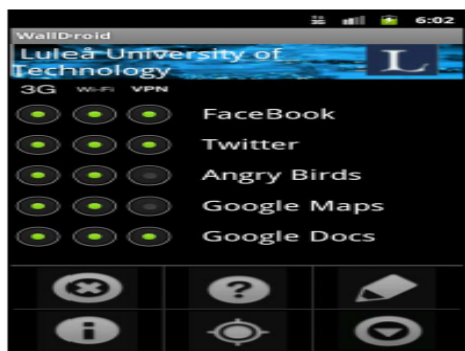 6:02
WallDroid
Luleå University of
Technology
L
3G Wi-Fi VPN
FaceBook
Twitter
Angry Birds
Google Maps
Google Docs